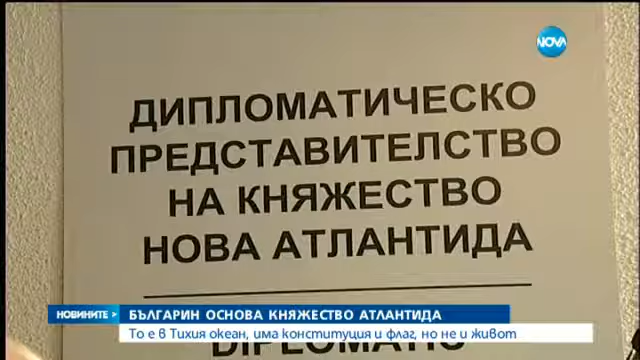 NOVA
ДИПЛОМАТИЧЕСКО
ПРЕДСТАВИТЕЛСТВО
НА КНЯЖЕСТВО
НОВА АТЛАНТИДА
DIPLOMATIC
НОВИНИТЕ
БЪЛГАРИН ОСНОВА КНЯЖЕСТВО АТЛАНТИДА
То е в Тихия океан, има конституция и флаг, но не и живот